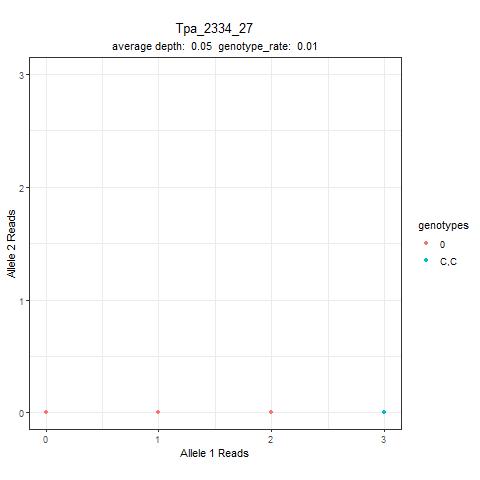 Tpa_2334_27
average depth: 0.05 genotype_rate: 0.01
3
2
1
0
Allele 2 Reads
0 1 2 3
Allele 1 Reads
genotypes
0
C,C